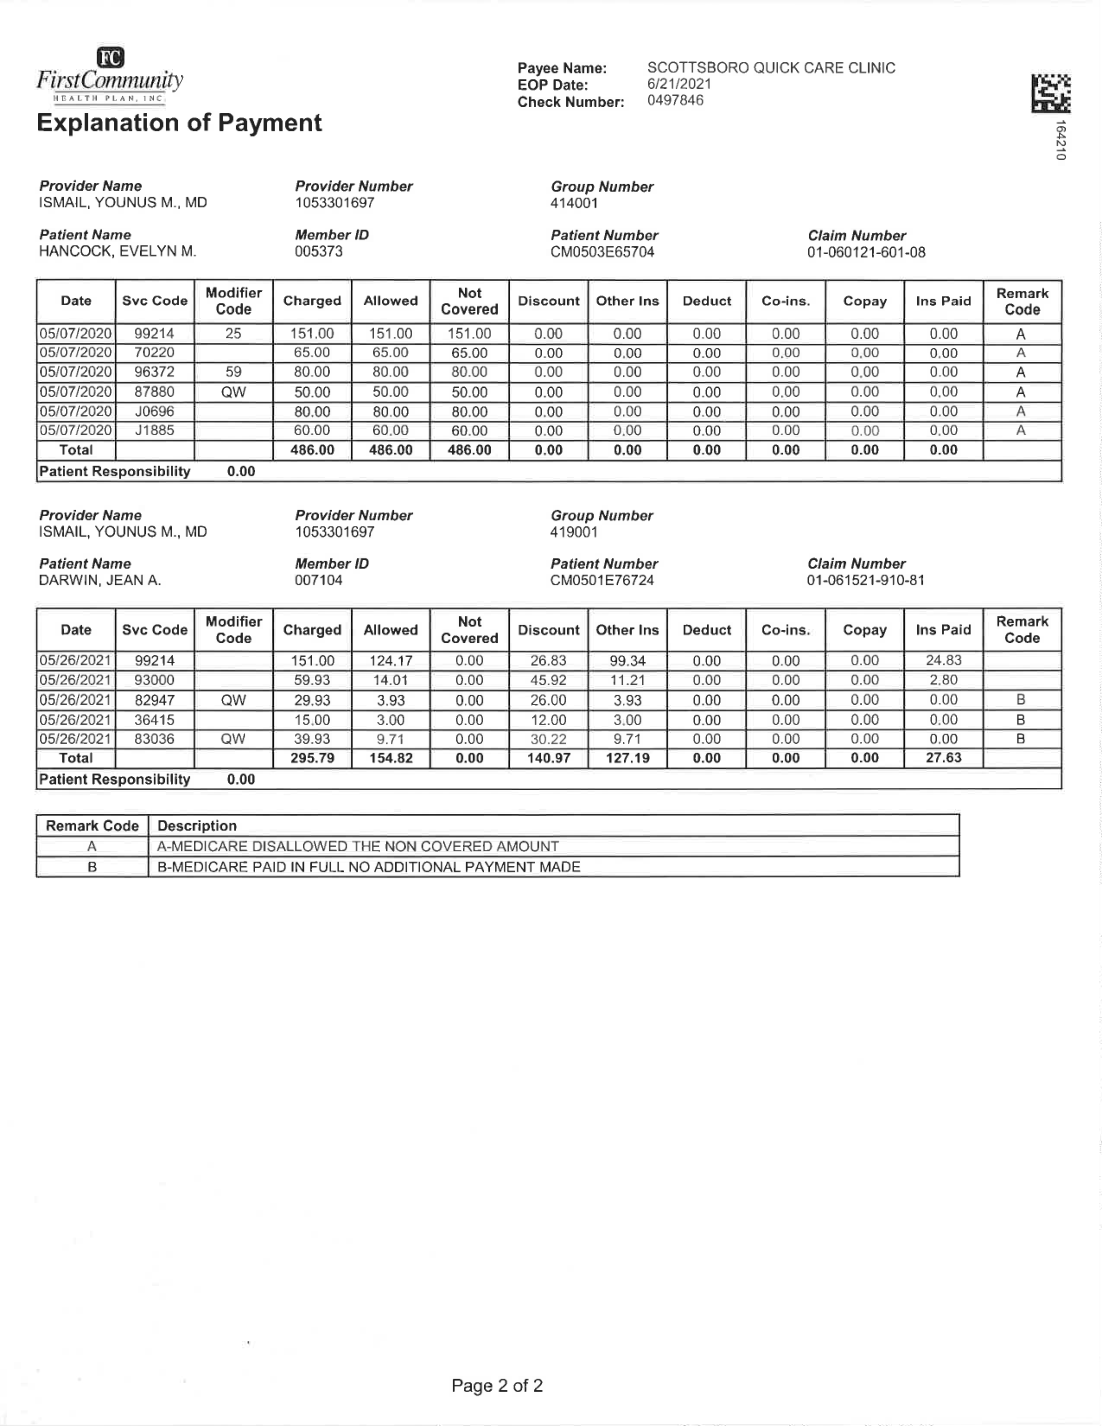 FC
FirstCommunity
HEALTH PLAN, INC.
Explanation of Payment
Payee Name: SCOTTSBORO QUICK CARE CLINIC
EOP Date: 6/21/2021
Check Number: 0497846
164210
Provider Name Provider Number Group Number
ISMAIL, YOUNUS M., MD 1053301697 414001
Patient Name Member ID Patient Number Claim Number
HANCOCK, EVELYN M. 005373 CM0503E65704 01-060121-601-08
Date Svc Code Modifier Code Charged Allowed Not Covered Discount Other Ins Deduct Co-ins. Copay Ins Paid Remark Code
05/07/2020 99214 25 151.00 151.00 151.00 0.00 0.00 0.00 0.00 0.00 0.00 A
05/07/2020 70220 65.00 65.00 65.00 0.00 0.00 0.00 0.00 0.00 0.00 A
05/07/2020 96372 59 80.00 80.00 80.00 0.00 0.00 0.00 0.00 0.00 0.00 A
05/07/2020 87880 QW 50.00 50.00 50.00 0.00 0.00 0.00 0.00 0.00 0.00 A
05/07/2020 J0696 80.00 80.00 80.00 0.00 0.00 0.00 0.00 0.00 0.00 A
05/07/2020 J1885 60.00 60.00 60.00 0.00 0.00 0.00 0.00 0.00 0.00 A
Total 486.00 486.00 486.00 0.00 0.00 0.00 0.00 0.00 0.00
Patient Responsibility 0.00
Provider Name Provider Number Group Number
ISMAIL, YOUNUS M., MD 1053301697 419001
Patient Name Member ID Patient Number Claim Number
DARWIN, JEAN A. 007104 CM0501E76724 01-061521-910-81
Date Svc Code Modifier Code Charged Allowed Not Covered Discount Other Ins Deduct Co-ins. Copay Ins Paid Remark Code
05/26/2021 99214 151.00 124.17 0.00 26.83 99.34 0.00 0.00 0.00 24.83
05/26/2021 93000 59.93 14.01 0.00 45.92 11.21 0.00 0.00 0.00 2.80
05/26/2021 82947 QW 29.93 3.93 0.00 26.00 3.93 0.00 0.00 0.00 0.00 B
05/26/2021 36415 15.00 3.00 0.00 12.00 3.00 0.00 0.00 0.00 0.00 B
05/26/2021 83036 QW 39.93 9.71 0.00 30.22 9.71 0.00 0.00 0.00 0.00 B
Total 295.79 154.82 0.00 140.97 127.19 0.00 0.00 0.00 27.63
Patient Responsibility 0.00
Remark Code Description
A A-MEDICARE DISALLOWED THE NON COVERED AMOUNT
B B-MEDICARE PAID IN FULL NO ADDITIONAL PAYMENT MADE
Page 2 of 2